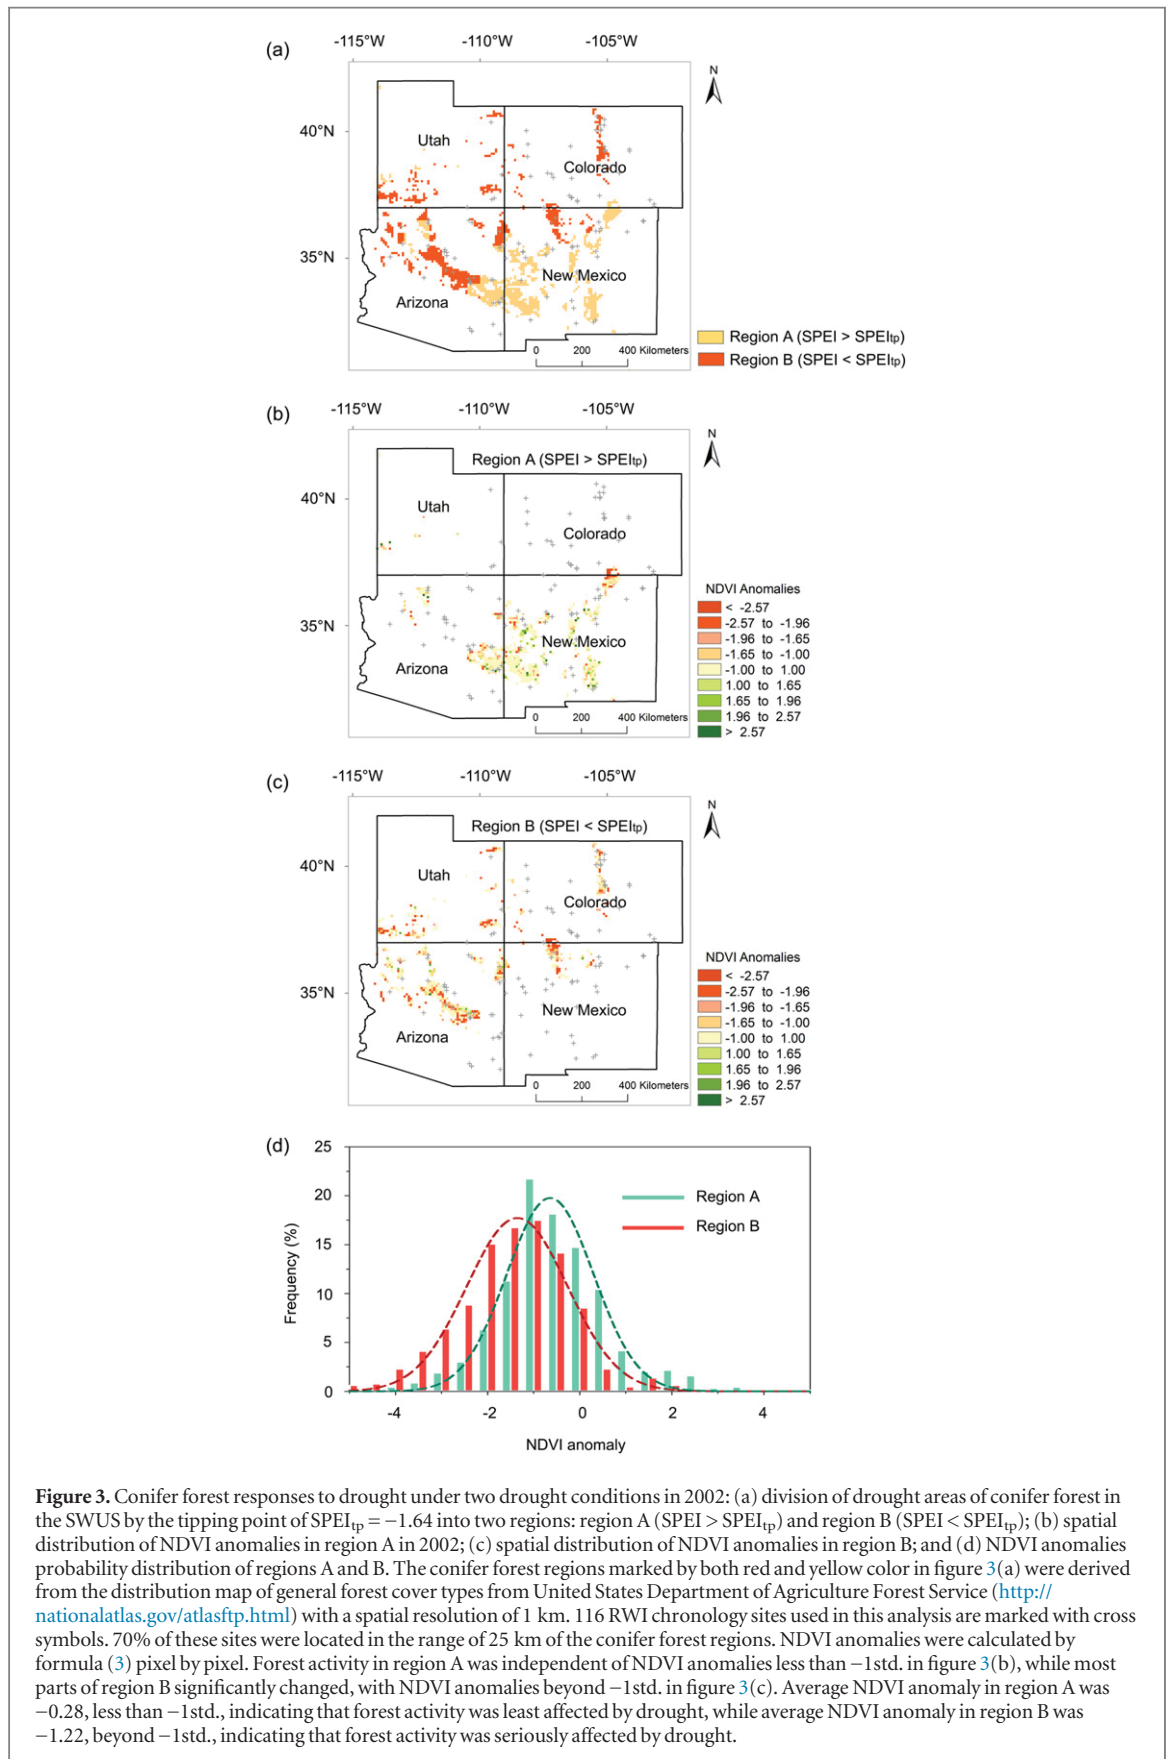 (a)
-115°W -110°W -105°W
N
40°N
Utah
Colorado
35°N
New Mexico
Arizona
0 200 400 Kilometers
Region A (SPEI > SPEItp)
Region B (SPEI < SPEItp)
(b)
-115°W -110°W -105°W
N
Region A (SPEI > SPEItp)
40°N
Utah
Colorado
35°N
New Mexico
Arizona
0 200 400 Kilometers
NDVI Anomalies
< -2.57
-2.57 to -1.96
-1.96 to -1.65
-1.65 to -1.00
-1.00 to 1.00
1.00 to 1.65
1.65 to 1.96
1.96 to 2.57
> 2.57
(c)
-115°W -110°W -105°W
N
Region B (SPEI < SPEItp)
40°N
Utah
Colorado
35°N
New Mexico
Arizona
0 200 400 Kilometers
NDVI Anomalies
< -2.57
-2.57 to -1.96
-1.96 to -1.65
-1.65 to -1.00
-1.00 to 1.00
1.00 to 1.65
1.65 to 1.96
1.96 to 2.57
> 2.57
(d)
25
20
15
10
5
0
Frequency (%)
Region A
Region B
-4 -2 0 2 4
NDVI anomaly
Figure 3. Conifer forest responses to drought under two drought conditions in 2002: (a) division of drought areas of conifer forest in
the SWUS by the tipping point of SPEItp = −1.64 into two regions: region A (SPEI > SPEItp) and region B (SPEI < SPEItp); (b) spatial
distribution of NDVI anomalies in region A in 2002; (c) spatial distribution of NDVI anomalies in region B; and (d) NDVI anomalies
probability distribution of regions A and B. The conifer forest regions marked by both red and yellow color in figure 3(a) were derived
from the distribution map of general forest cover types from United States Department of Agriculture Forest Service (http://
nationalatlas.gov/atlasftp.html) with a spatial resolution of 1 km. 116 RWI chronology sites used in this analysis are marked with cross
symbols. 70% of these sites were located in the range of 25 km of the conifer forest regions. NDVI anomalies were calculated by
formula (3) pixel by pixel. Forest activity in region A was independent of NDVI anomalies less than −1std. in figure 3(b), while most
parts of region B significantly changed, with NDVI anomalies beyond −1std. in figure 3(c). Average NDVI anomaly in region A was
−0.28, less than −1std., indicating that forest activity was least affected by drought, while average NDVI anomaly in region B was
−1.22, beyond −1std., indicating that forest activity was seriously affected by drought.